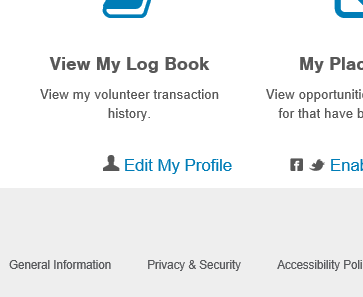 View My Log Book
View my volunteer transaction
history.
My Plac
View opportuniti
for that have b
Edit My Profile
Enab
General Information
Privacy & Security
Accessibility Poli